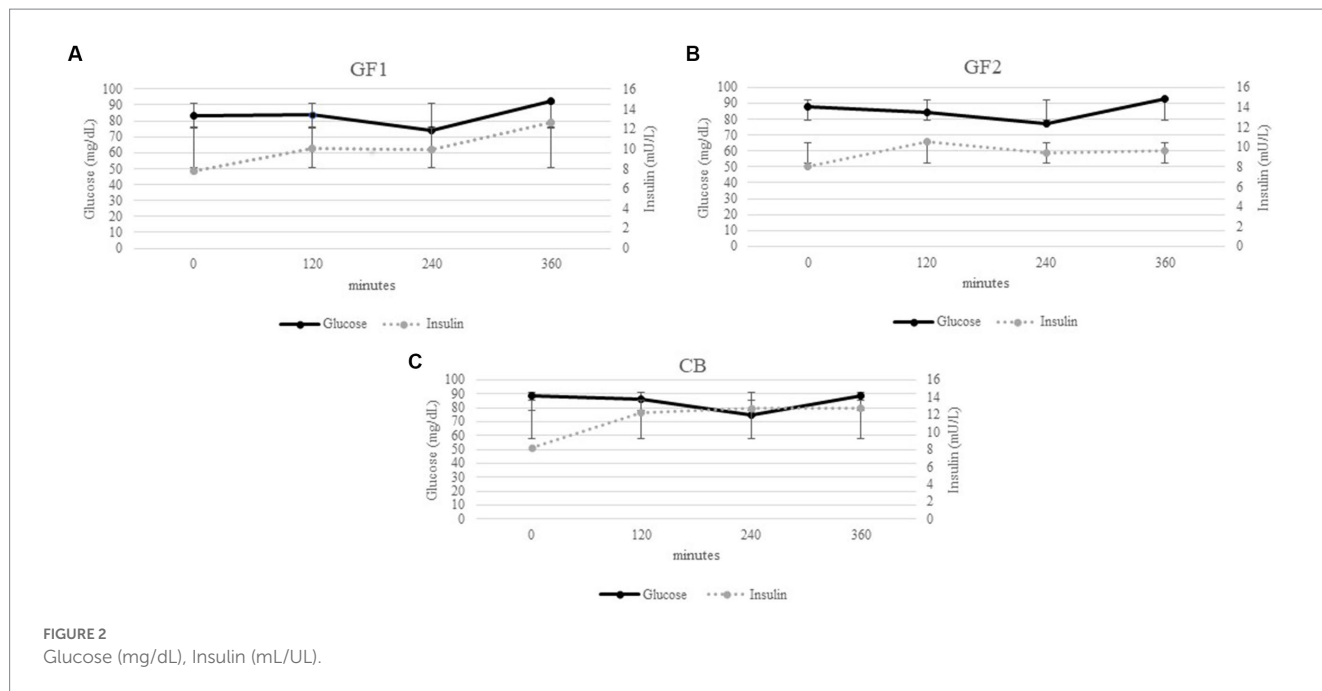 A
GF1
100
90
80
70
60
50
40
30
20
10
0
Glucose (mg/dL)
16
14
12
10
8
6
4
2
0
Insulin (mU/L)
0 120 240 360
minutes
Glucose Insulin
B
GF2
100
90
80
70
60
50
40
30
20
10
0
Glucose (mg/dL)
16
14
12
10
8
6
4
2
0
Insulin (mU/L)
0 120 240 360
minutes
Glucose Insulin
C
CB
100
90
80
70
60
50
40
30
20
10
0
Glucose (mg/dL)
16
14
12
10
8
6
4
2
0
Insulin (mU/L)
0 120 240 360
minutes
Glucose Insulin
FIGURE 2
Glucose (mg/dL), Insulin (mL/UL).